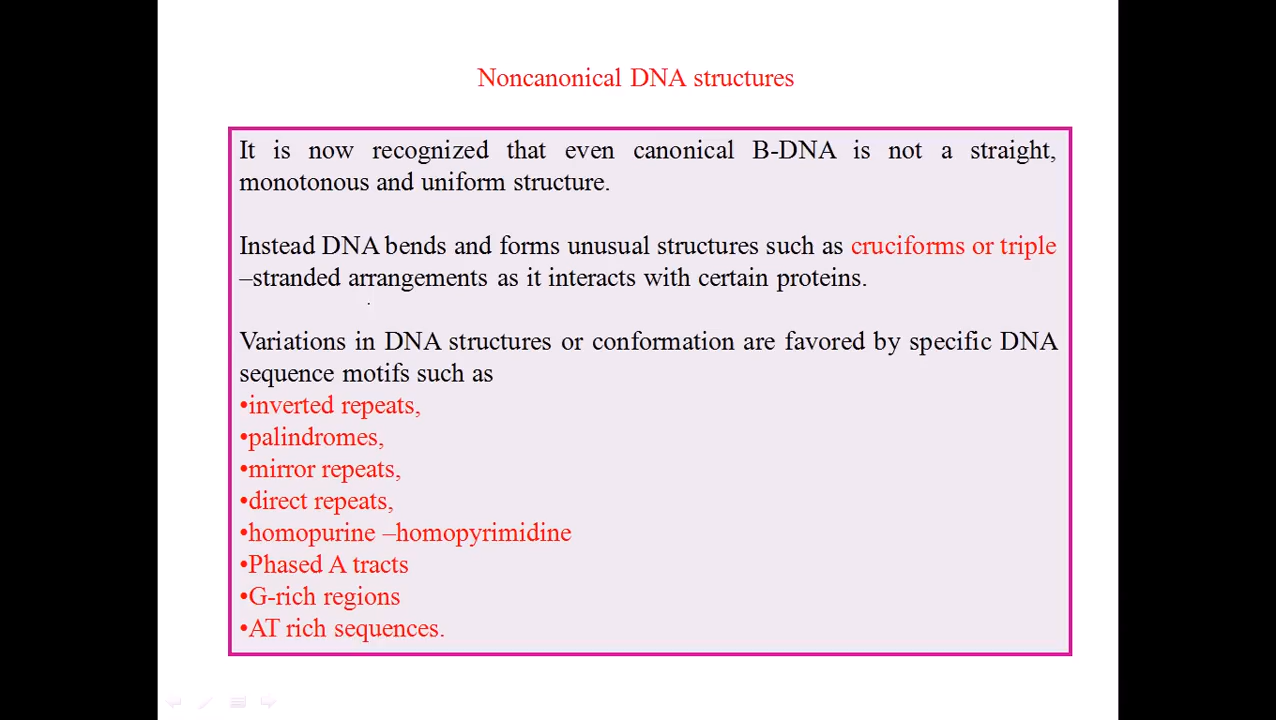 Noncanonical DNA structures
It is now recognized that even canonical B-DNA is not a straight,
monotonous and uniform structure.
Instead DNA bends and forms unusual structures such as cruciforms or triple
–stranded arrangements as it interacts with certain proteins.
Variations in DNA structures or conformation are favored by specific DNA
sequence motifs such as
•inverted repeats,
•palindromes,
•mirror repeats,
•direct repeats,
•homopurine –homopyrimidine
•Phased A tracts
•G-rich regions
•AT rich sequences.